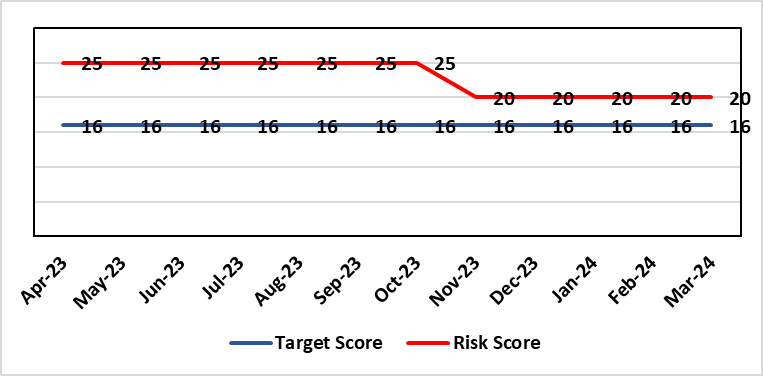 25 25 25 25 25 25 25
20 20 20 20 20
16 16 16 16 16 16 16 16 16 16 16 16
Apr-23 May-23 Jun-23 Jul-23 Aug-23 Sep-23 Oct-23 Nov-23 Dec-23 Jan-24 Feb-24 Mar-24
Target Score Risk Score